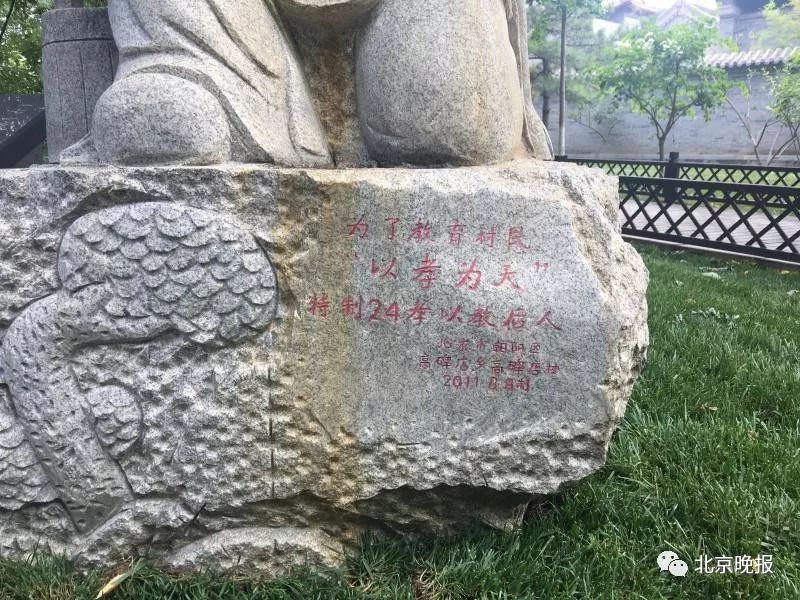 为了教育村民
“以孝为天”
特制24孝以教后人
北京市朝阳区
高碑店乡高碑店村
2011.8.8制
北京晚报